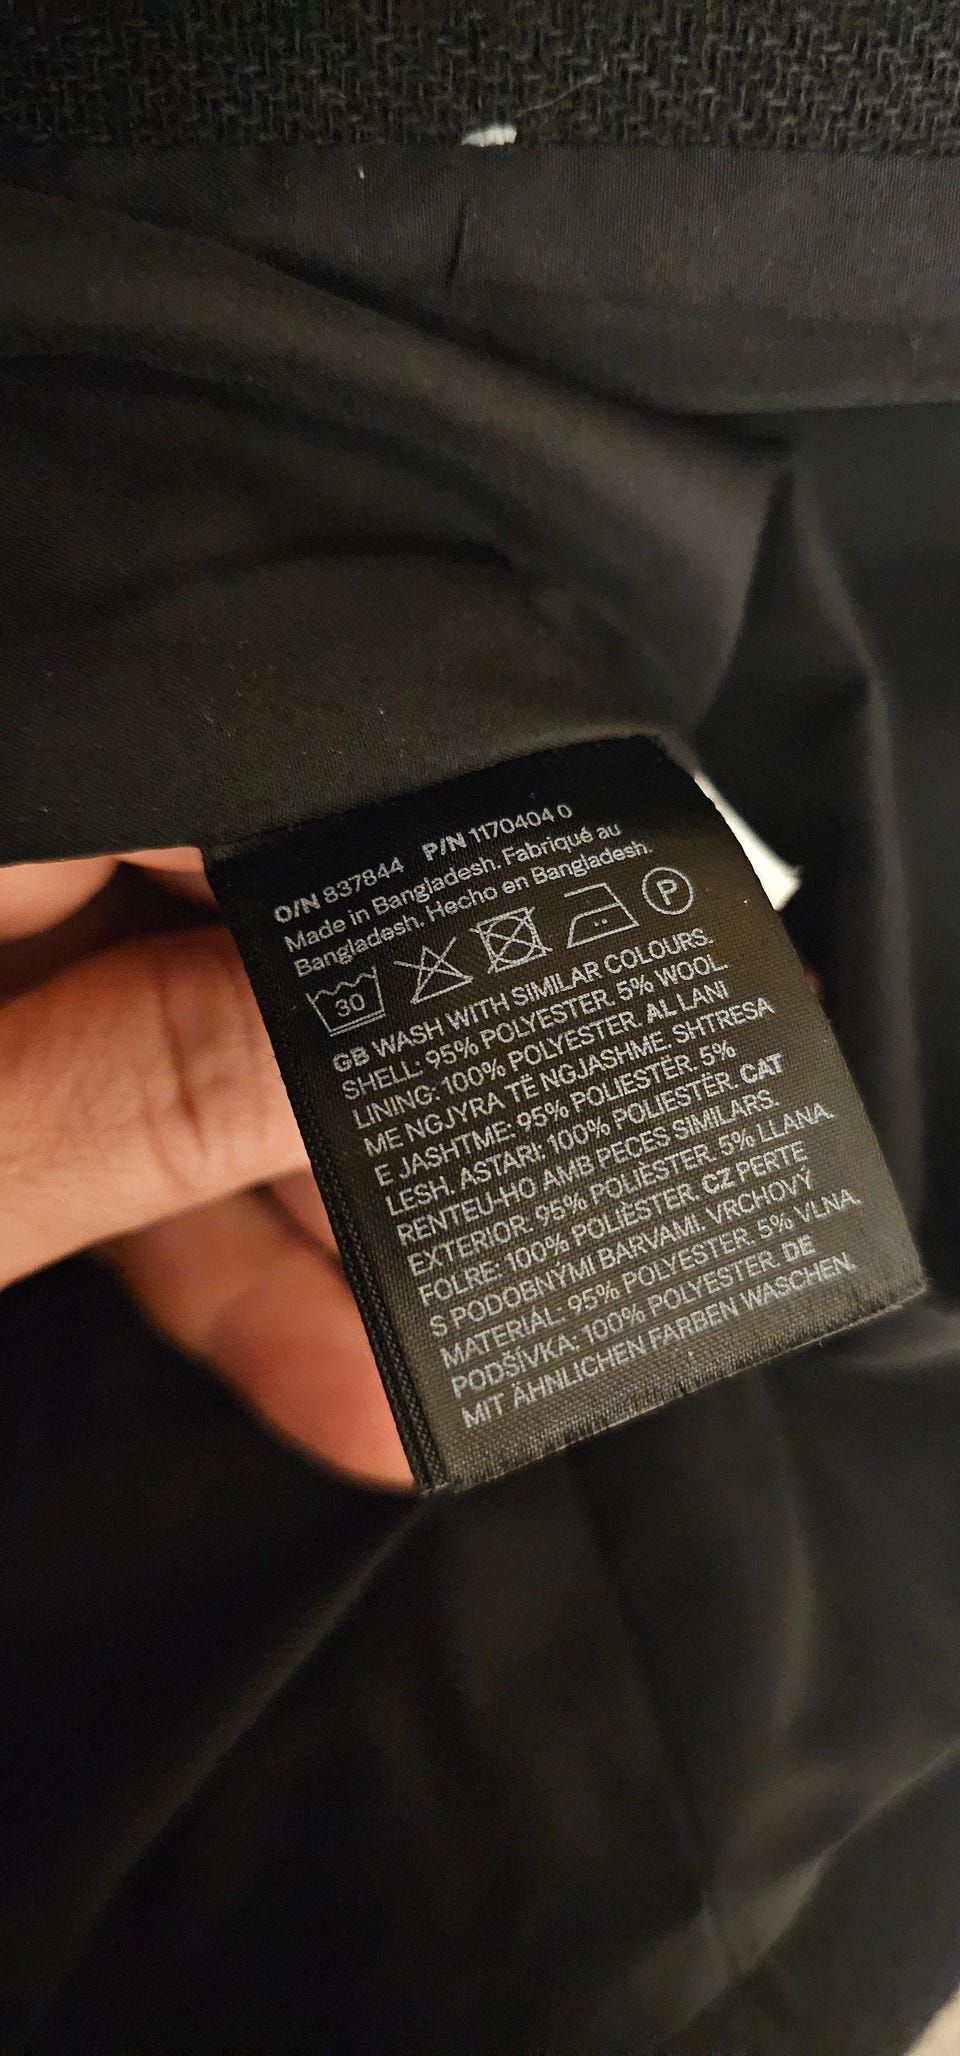 O/N 837844 P/N 1170404 0
Made in Bangladesh. Fabriqué au
Bangladesh. Hecho en Bangladesh.
30 P
GB WASH WITH SIMILAR COLOURS.
SHELL: 95% POLYESTER. 5% WOOL.
LINING: 100% POLYESTER. AL LANI
ME NGJYRA TË NGJASHME. SHTRESA
E JASHTME: 95% POLIESTËR. 5%
LESH. ASTARI: 100% POLIESTËR. CAT
RENTEU-HO AMB PECES SIMILARS.
EXTERIOR: 95% POLIÈSTER. 5% LLANA.
FOLRE: 100% POLIÈSTER. CZ PERTE
S PODOBNÝMI BARVAMI. VRCHOVÝ
MATERIÁL: 95% POLYESTER. 5% VLNA.
PODŠÍVKA: 100% POLYESTER. DE
MIT ÄHNLICHEN FARBEN WASCHEN.